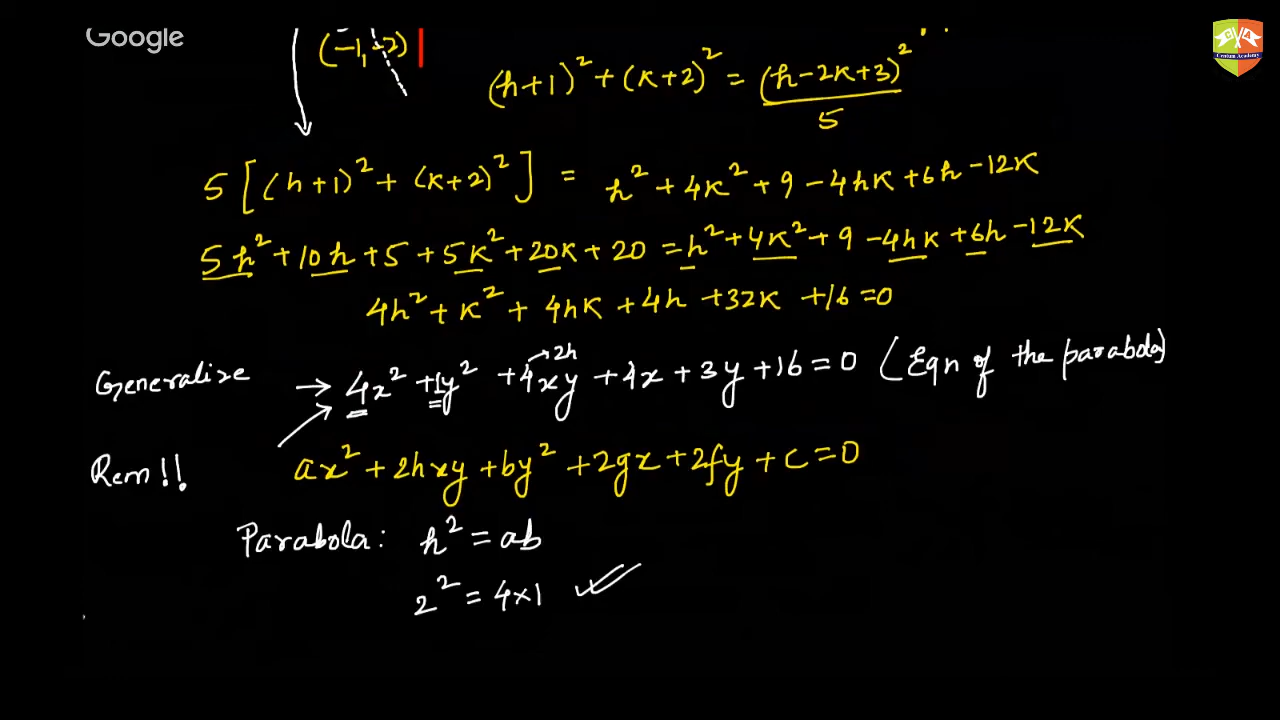 Google
(-1, -2)
(h+1)² + (k+2)² = (h-2k+3)² / 5
5[(h+1)² + (k+2)²] = h² + 4k² + 9 - 4hk + 6h - 12k
5h² + 10h + 5 + 5k² + 20k + 20 = h² + 4k² + 9 - 4hk + 6h - 12k
4h² + k² + 4hk + 4h + 32k + 16 = 0
→ 2h
Generalize → 4x² + 1y² + 4xy + 4x + 3y + 16 = 0 (Eqn of the parabola)
Rem!! ax² + 2hxy + by² + 2gx + 2fy + c = 0
Parabola: h² = ab
2² = 4×1 ✓